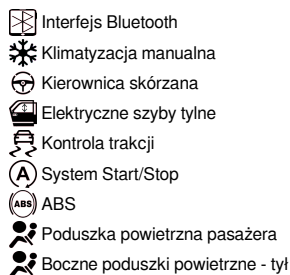 Interfejs Bluetooth
Klimatyzacja manualna
Kierownica skórzana
Elektryczne szyby tylne
Kontrola trakcji
A System Start/Stop
ABS ABS
Poduszka powietrzna pasażera
Boczne poduszki powietrzne - tył